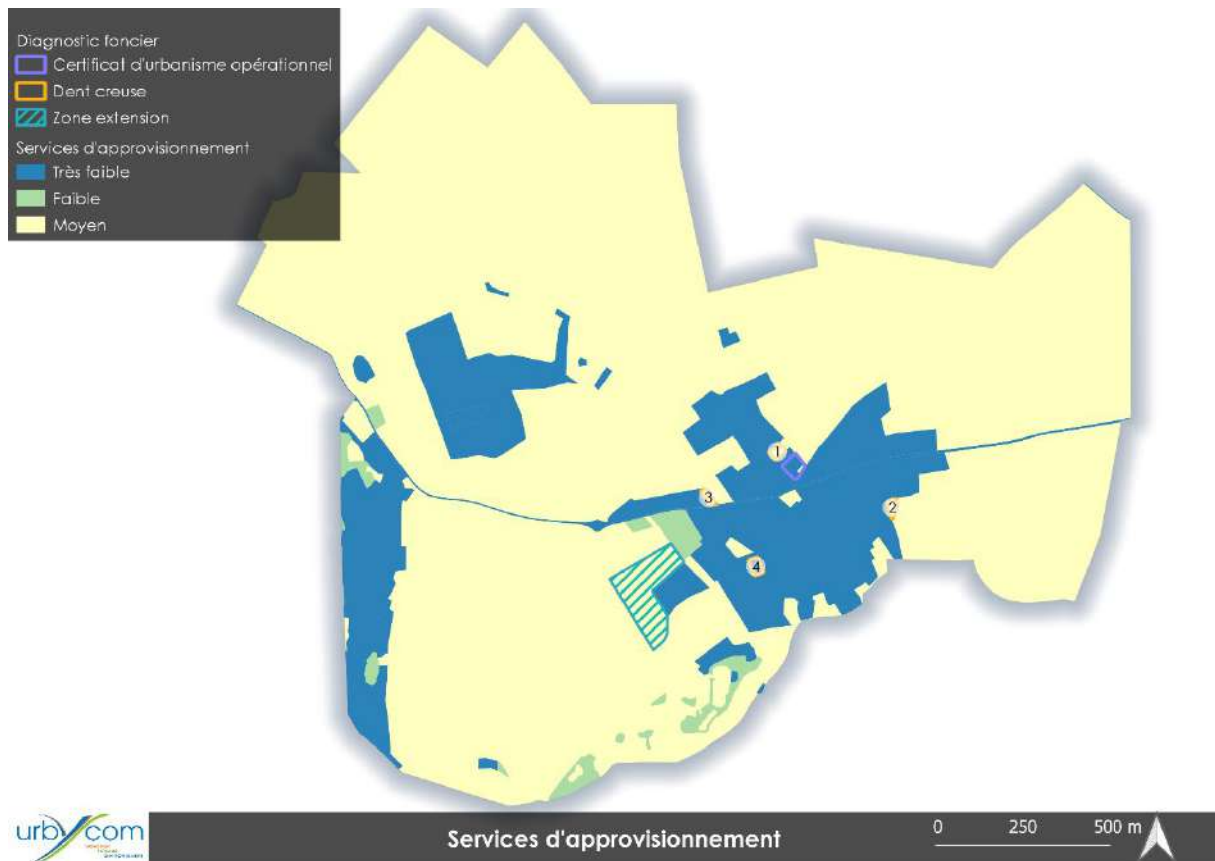 Diagnostic foncier
Certificat d'urbanisme opérationnel
Dent creuse
Zone extension
Services d'approvisionnement
Très faible
Faible
Moyen
1
3
2
4
urbycom
Services d'approvisionnement
0 250 500 m